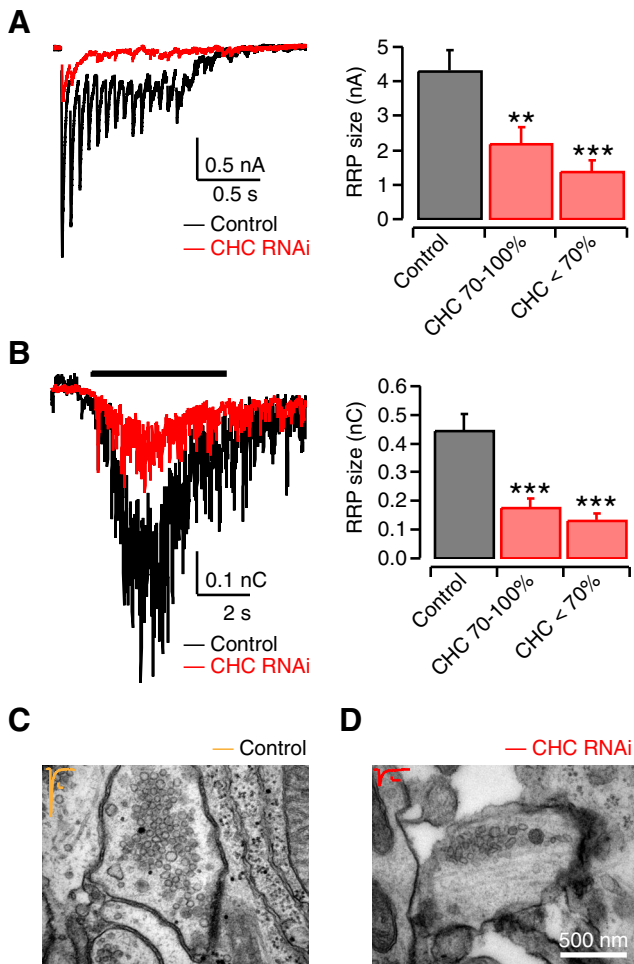 A
0.5 nA
0.5 s
— Control
— CHC RNAi
RRP size (nA)
5
4
3
2
1
0
**
***
Control
CHC 70-100%
CHC < 70%
B
0.1 nC
2 s
— Control
— CHC RNAi
RRP size (nC)
0.6
0.5
0.4
0.3
0.2
0.1
0.0
***
***
Control
CHC 70-100%
CHC < 70%
C
— Control
D
— CHC RNAi
500 nm